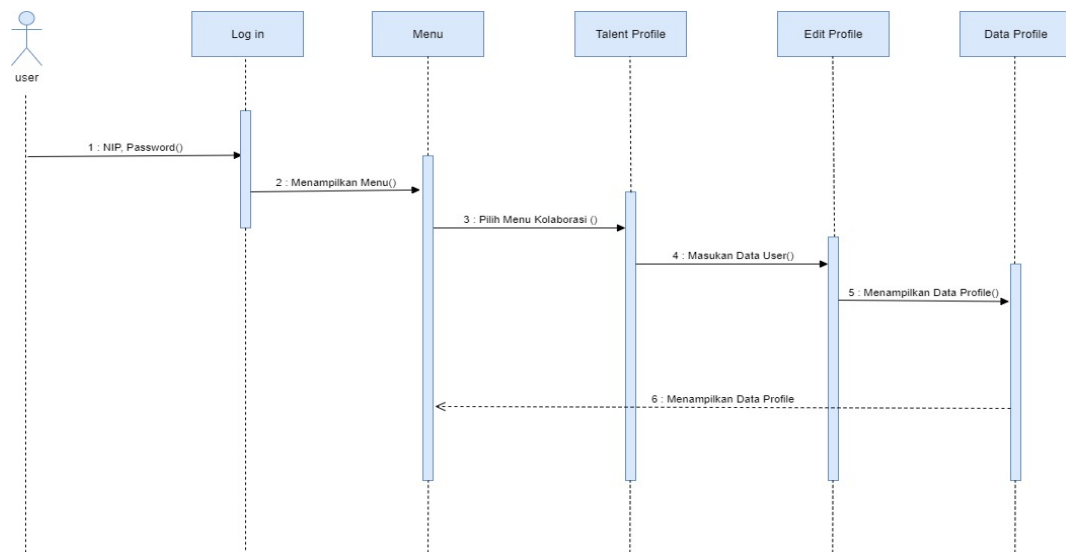 Log in
Menu
Talent Profile
Edit Profile
Data Profile
user
1 : NIP, Password()
2 : Menampilkan Menu()
3 : Pilih Menu Kolaborasi ()
4 : Masukan Data User()
5 : Menampilkan Data Profile()
6 : Menampilkan Data Profile